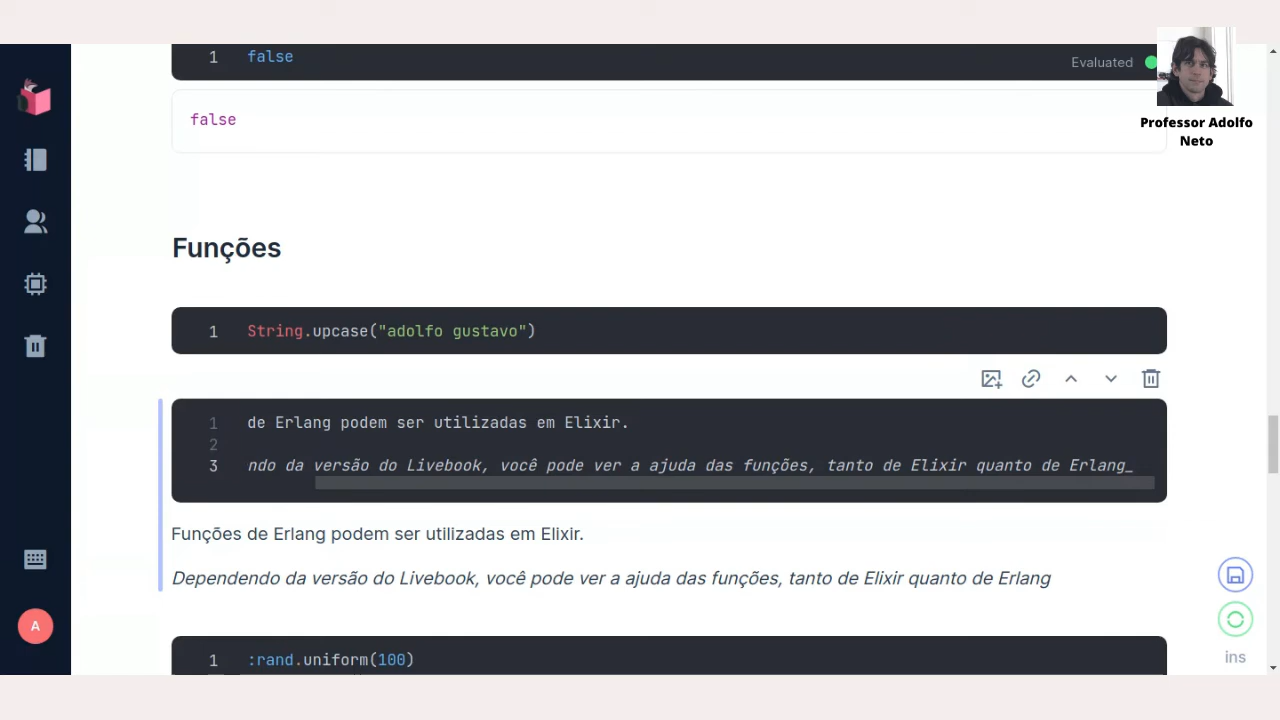 1 false
Evaluated
false
Professor Adolfo
Neto
Funções
1 String.upcase("adolfo gustavo")
1 de Erlang podem ser utilizadas em Elixir.
2
3 ndo da versão do Livebook, você pode ver a ajuda das funções, tanto de Elixir quanto de Erlang_
Funções de Erlang podem ser utilizadas em Elixir.
Dependendo da versão do Livebook, você pode ver a ajuda das funções, tanto de Elixir quanto de Erlang
A
1 :rand.uniform(100)
ins